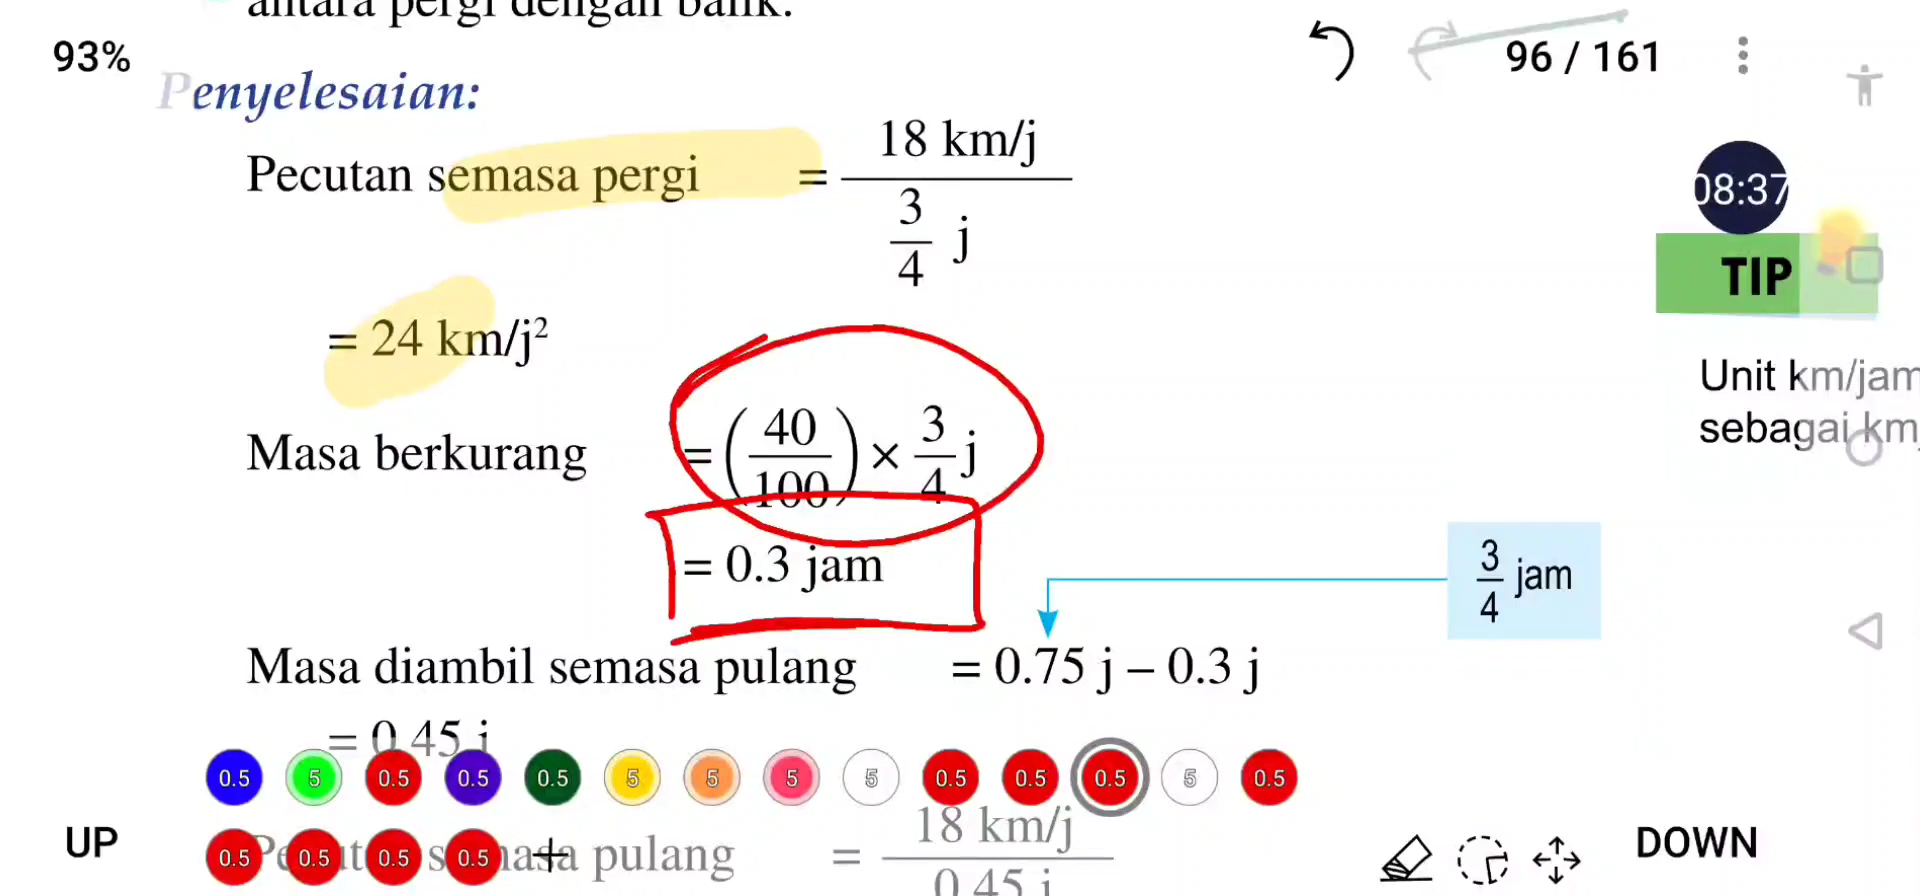 antara pergi dengan balik.
93%
96 / 161
Penyelesaian:
Pecutan semasa pergi = 18 km/j
3
4 j
08:37
TIP
= 24 km/j²
Unit km/jam
sebagai km
Masa berkurang = (40/100) × 3/4 j
= 0.3 jam
3/4 jam
Masa diambil semasa pulang = 0.75 j – 0.3 j
= 0.45 j
0.5 5 0.5 0.5 0.5 5 5 5 5 0.5 0.5 0.5 5 0.5
UP
0.5 0.5 0.5 0.5 +
pulang = 18 km/j
0.45 j
DOWN